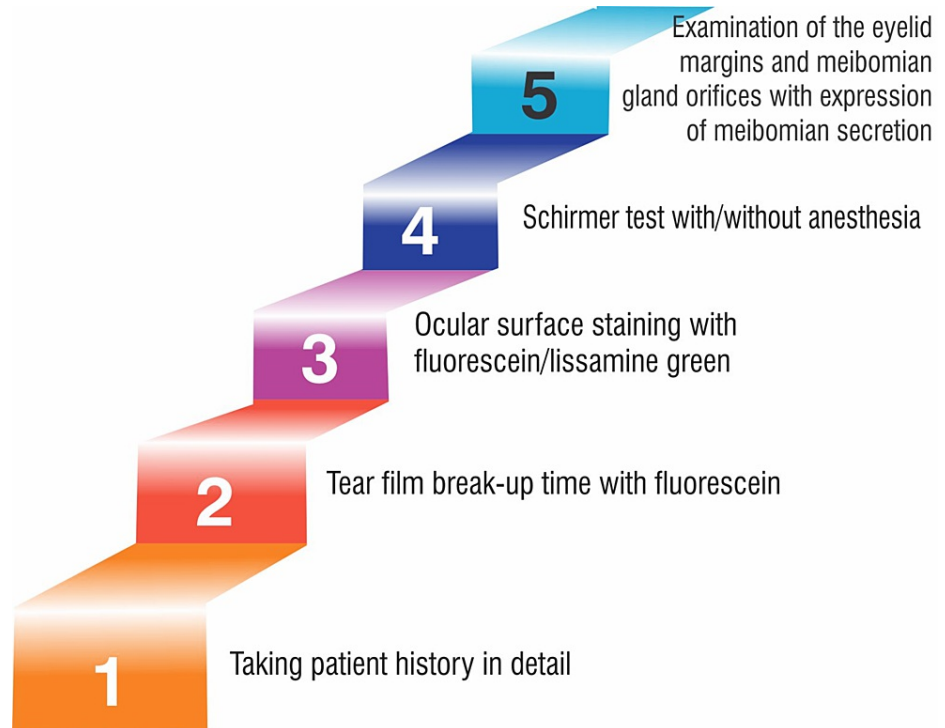 5
Examination of the eyelid
margins and meibomian
gland orifices with expression
of meibomian secretion
4
Schirmer test with/without anesthesia
3
Ocular surface staining with
fluorescein/lissamine green
2
Tear film break-up time with fluorescein
1
Taking patient history in detail